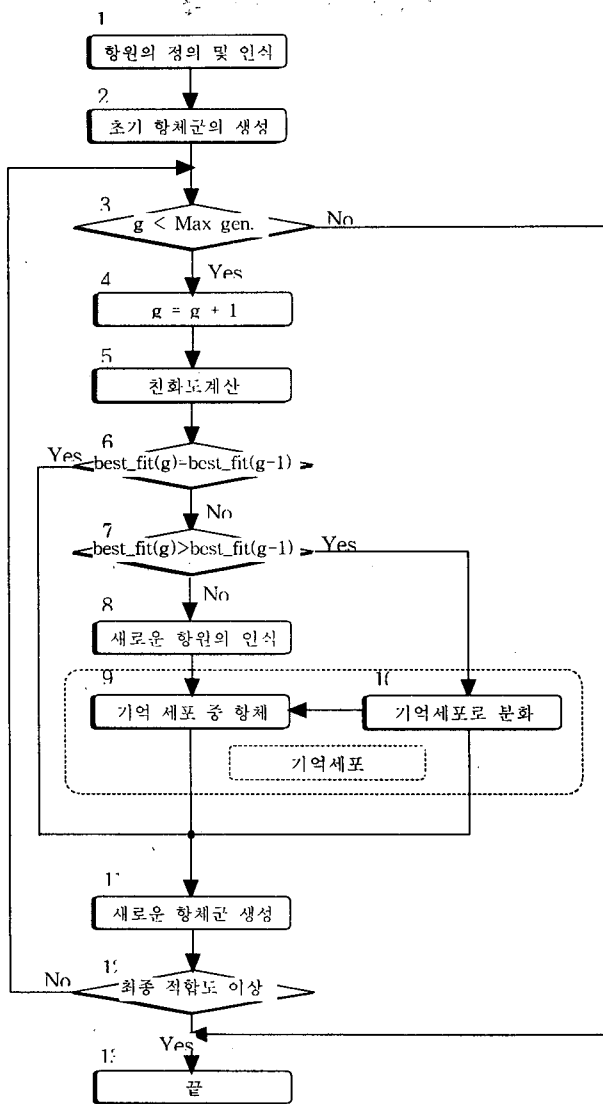 1
항원의 정의 및 인식
2
초기 항체군의 생성
3
g < Max gen.
No
Yes
4
g = g + 1
5
친화도계산
6
Yes
best_fit(g)=best_fit(g-1)
No
7
best_fit(g)>best_fit(g-1)
Yes
No
8
새로운 항원의 인식
9
10
기억 세포 중 항체
기억세포로 분화
기억세포
11
새로운 항체군 생성
12
No
최종 적합도 이상
Yes
13
끝